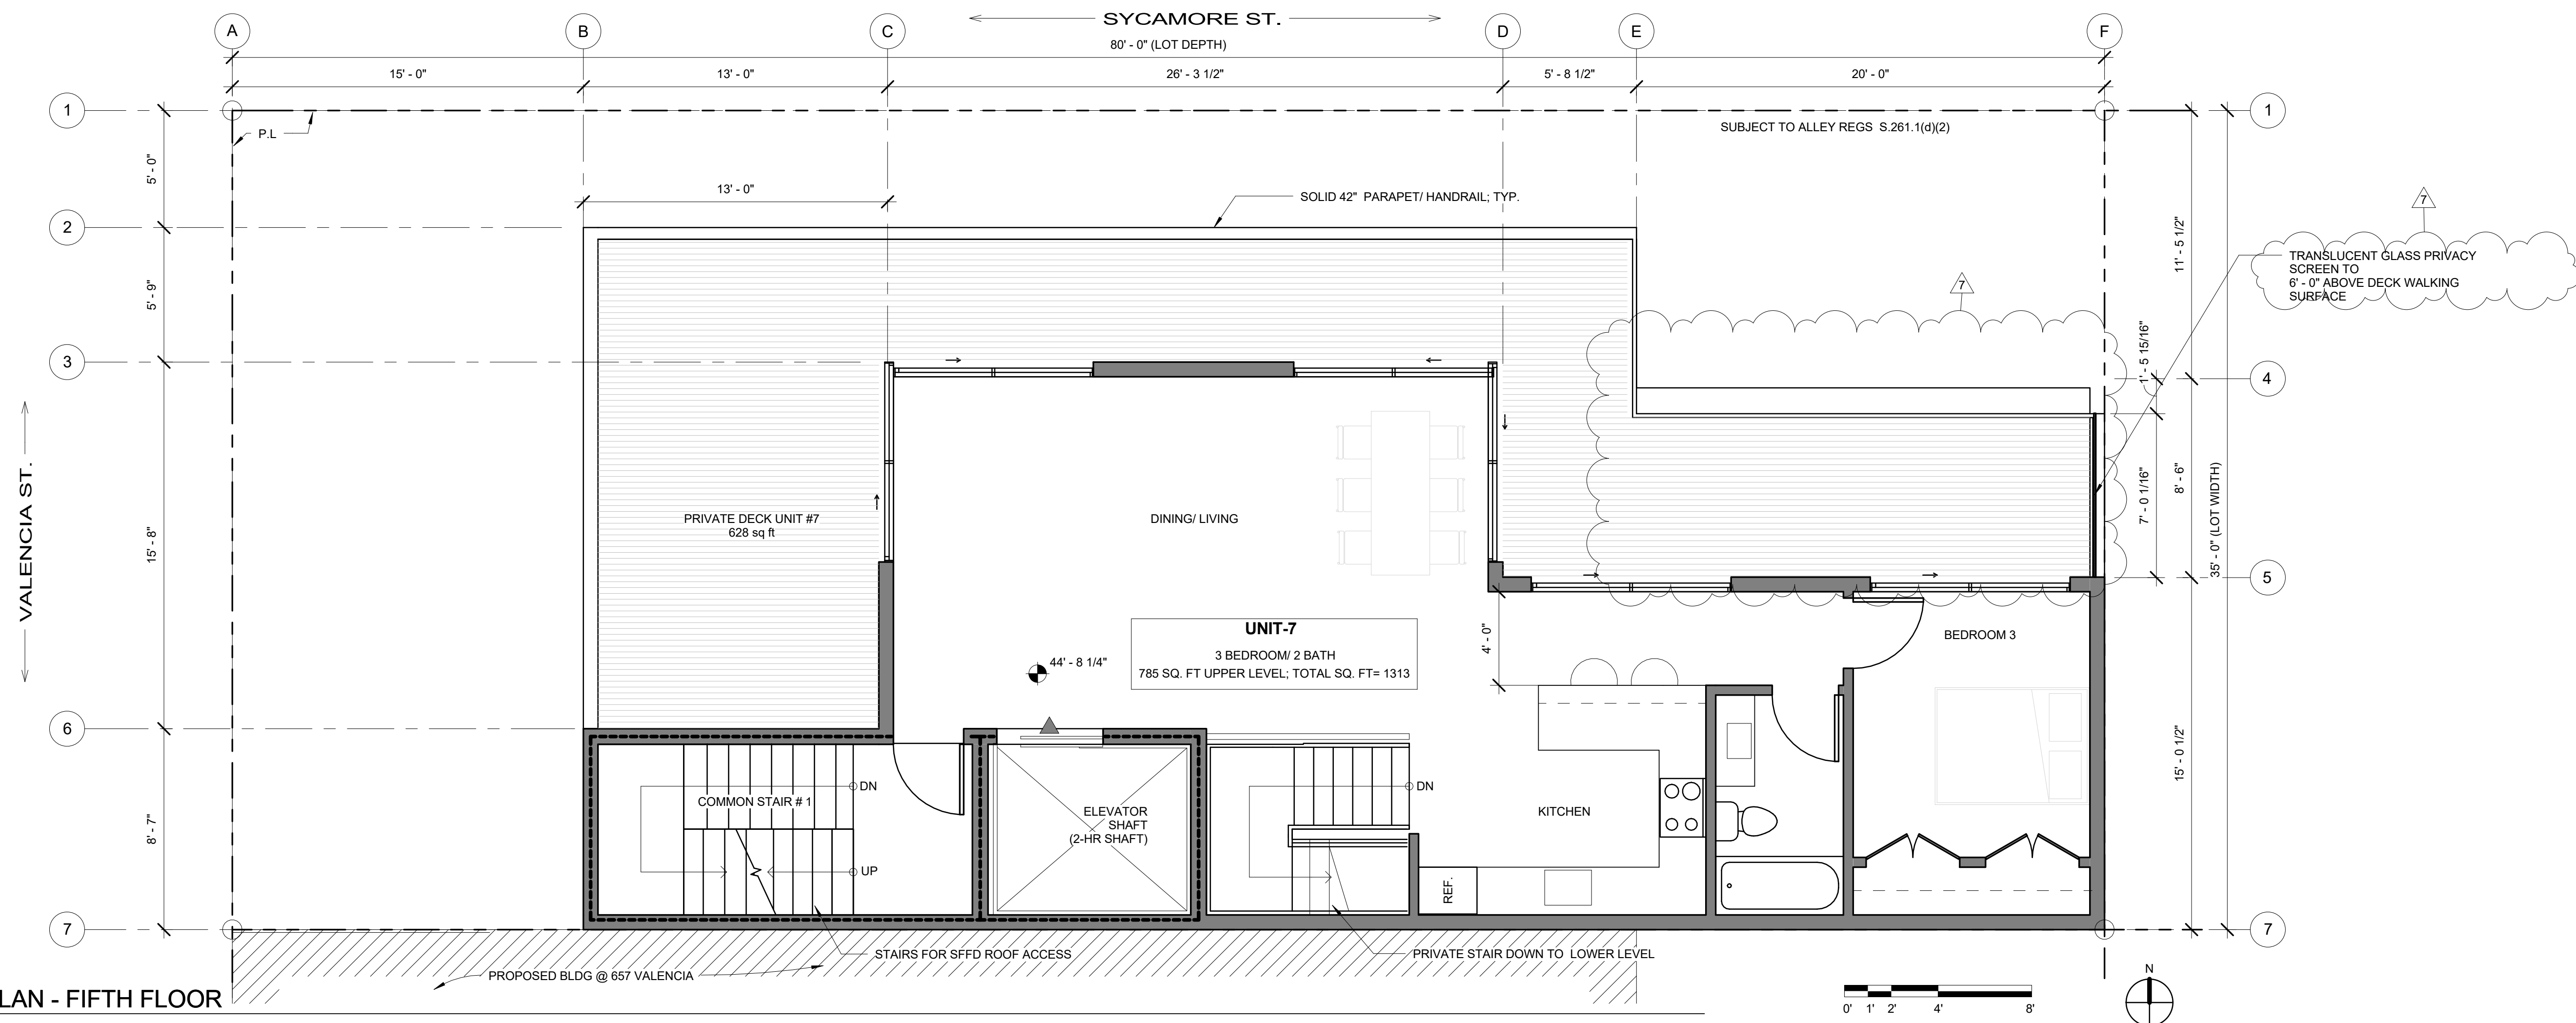 SYCAMORE ST.
A
B
C
D
E
F
80' - 0" (LOT DEPTH)
15' - 0"
13' - 0"
26' - 3 1/2"
5' - 8 1/2"
20' - 0"
1
1
P.L
SUBJECT TO ALLEY REGS S.261.1(d)(2)
5' - 0"
13' - 0"
SOLID 42" PARAPET/ HANDRAIL; TYP.
7
2
11' - 5 1/2"
TRANSLUCENT GLASS PRIVACY
SCREEN TO
6' - 0" ABOVE DECK WALKING
SURFACE
7
5' - 9"
1' - 5 15/16"
3
4
VALENCIA ST.
15' - 8"
PRIVATE DECK UNIT #7
628 sq ft
DINING/ LIVING
7' - 0 1/16"
8' - 6"
35' - 0" (LOT WIDTH)
5
UNIT-7
3 BEDROOM/ 2 BATH
785 SQ. FT UPPER LEVEL; TOTAL SQ. FT= 1313
44' - 8 1/4"
4' - 0"
BEDROOM 3
6
15' - 0 1/2"
8' - 7"
COMMON STAIR # 1
DN
UP
ELEVATOR
SHAFT
(2-HR SHAFT)
DN
KITCHEN
REF.
7
7
STAIRS FOR SFFD ROOF ACCESS
PRIVATE STAIR DOWN TO LOWER LEVEL
PROPOSED BLDG @ 657 VALENCIA
LAN - FIFTH FLOOR
0' 1' 2' 4' 8'
N